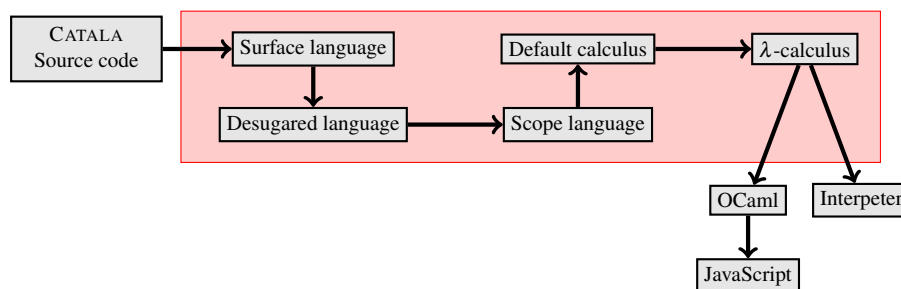 CATALA
Source code
Surface language
Default calculus
λ-calculus
Desugared language
Scope language
OCaml
Interpeter
JavaScript